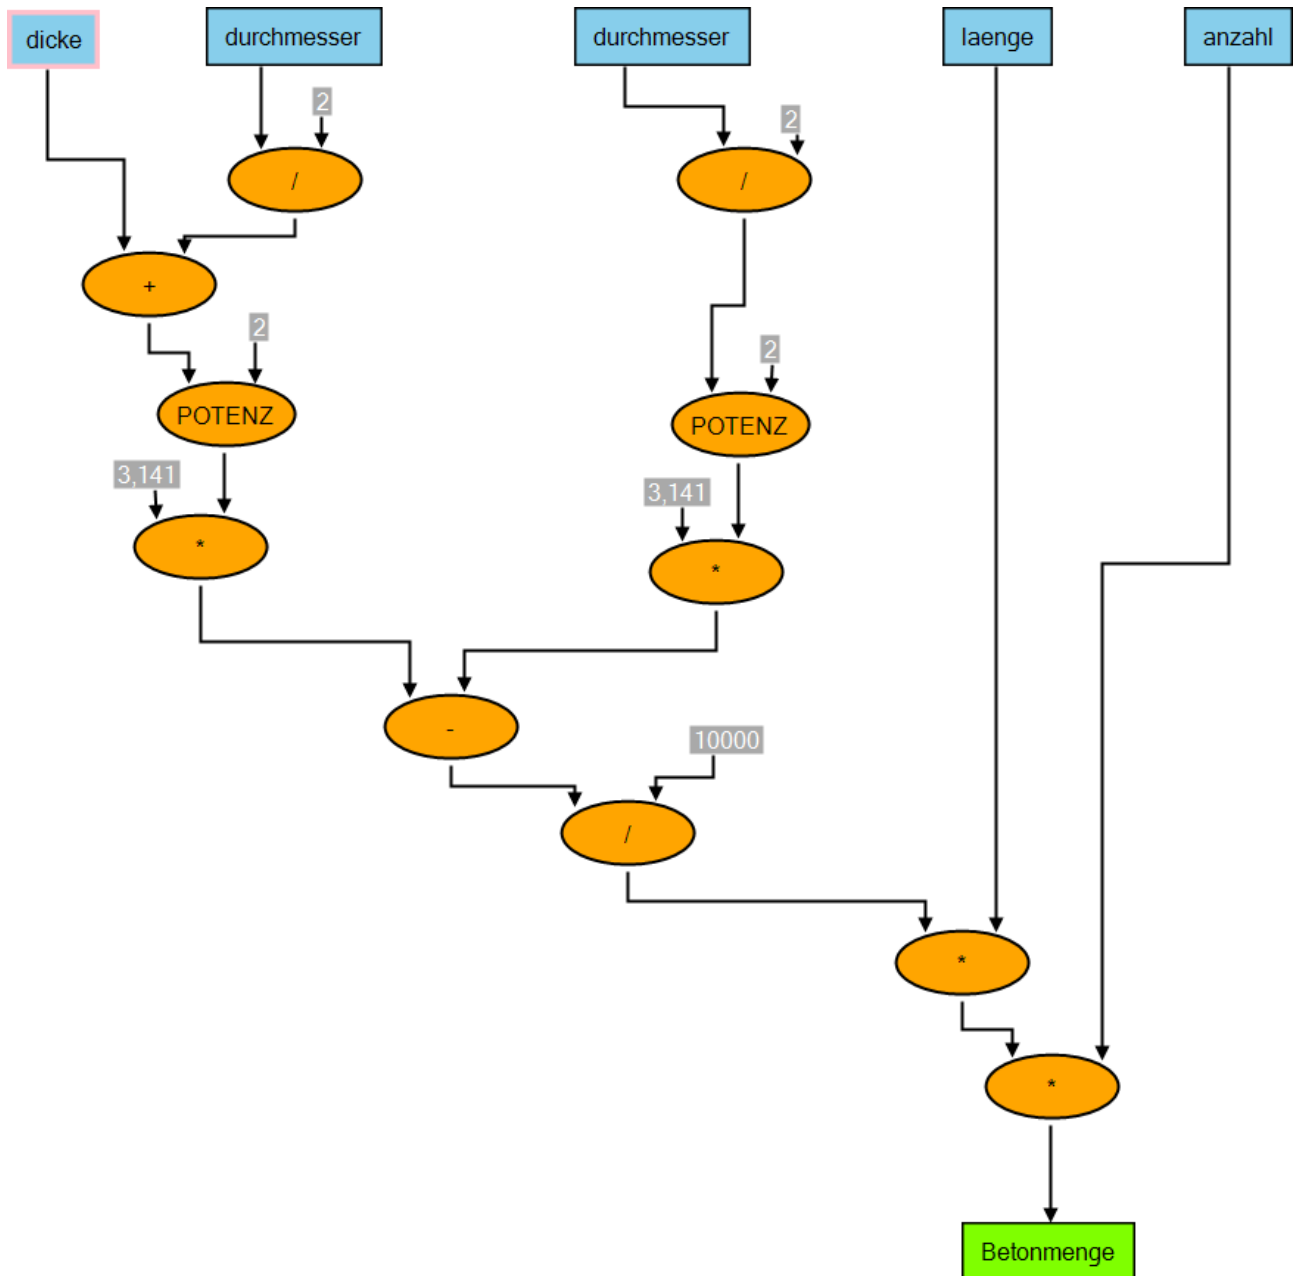 dicke
durchmesser
durchmesser
laenge
anzahl
2
2
/
/
+
2
2
POTENZ
POTENZ
3,141
3,141
*
*
-
10000
/
*
*
Betonmenge